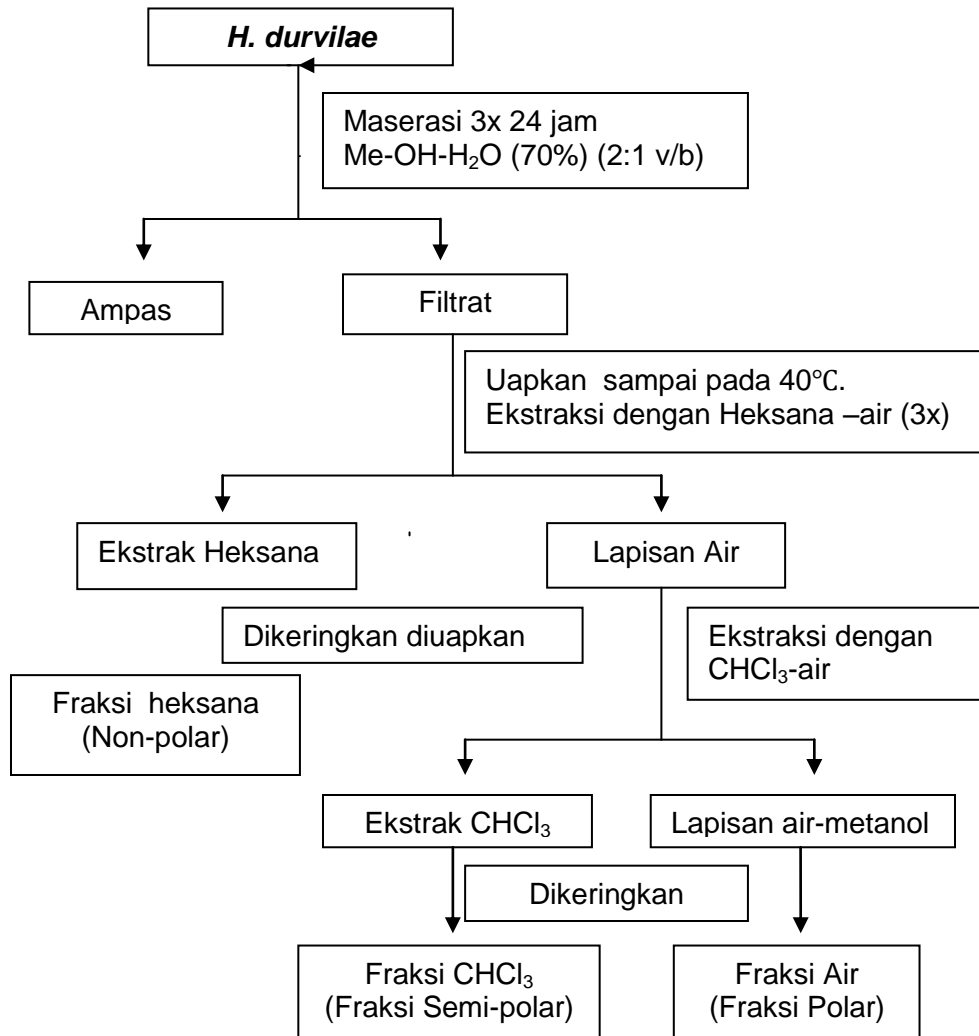 H. durvilae
Maserasi 3x 24 jam
Me-OH-H₂O (70%) (2:1 v/b)
Ampas
Filtrat
Uapkan sampai pada 40°C.
Ekstraksi dengan Heksana –air (3x)
Ekstrak Heksana
Lapisan Air
Dikeringkan diuapkan
Ekstraksi dengan
CHCl₃-air
Fraksi heksana
(Non-polar)
Ekstrak CHCl₃
Lapisan air-metanol
Dikeringkan
Fraksi CHCl₃
(Fraksi Semi-polar)
Fraksi Air
(Fraksi Polar)